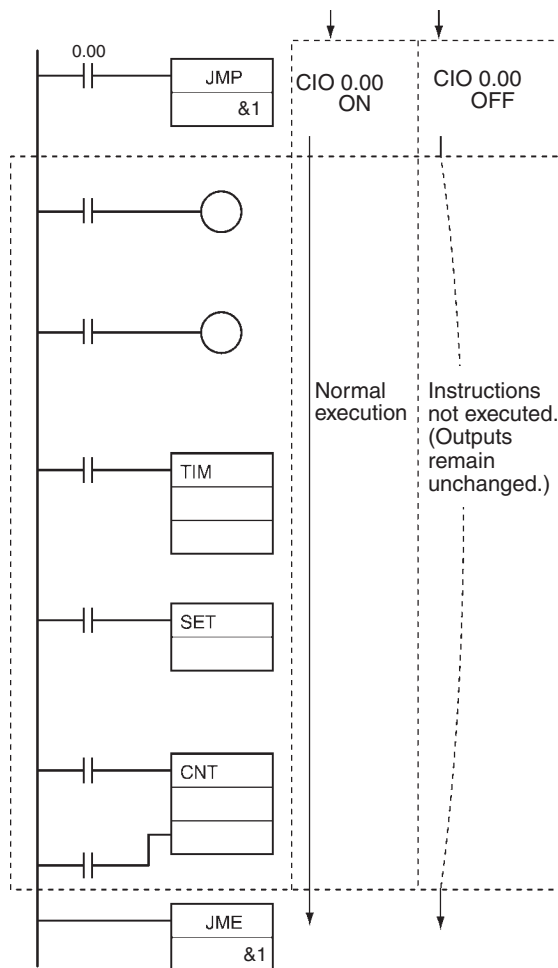 0.00
JMP
&1
CIO 0.00
ON
CIO 0.00
OFF
Normal
execution
Instructions
not executed.
(Outputs
remain
unchanged.)
TIM
SET
CNT
JME
&1